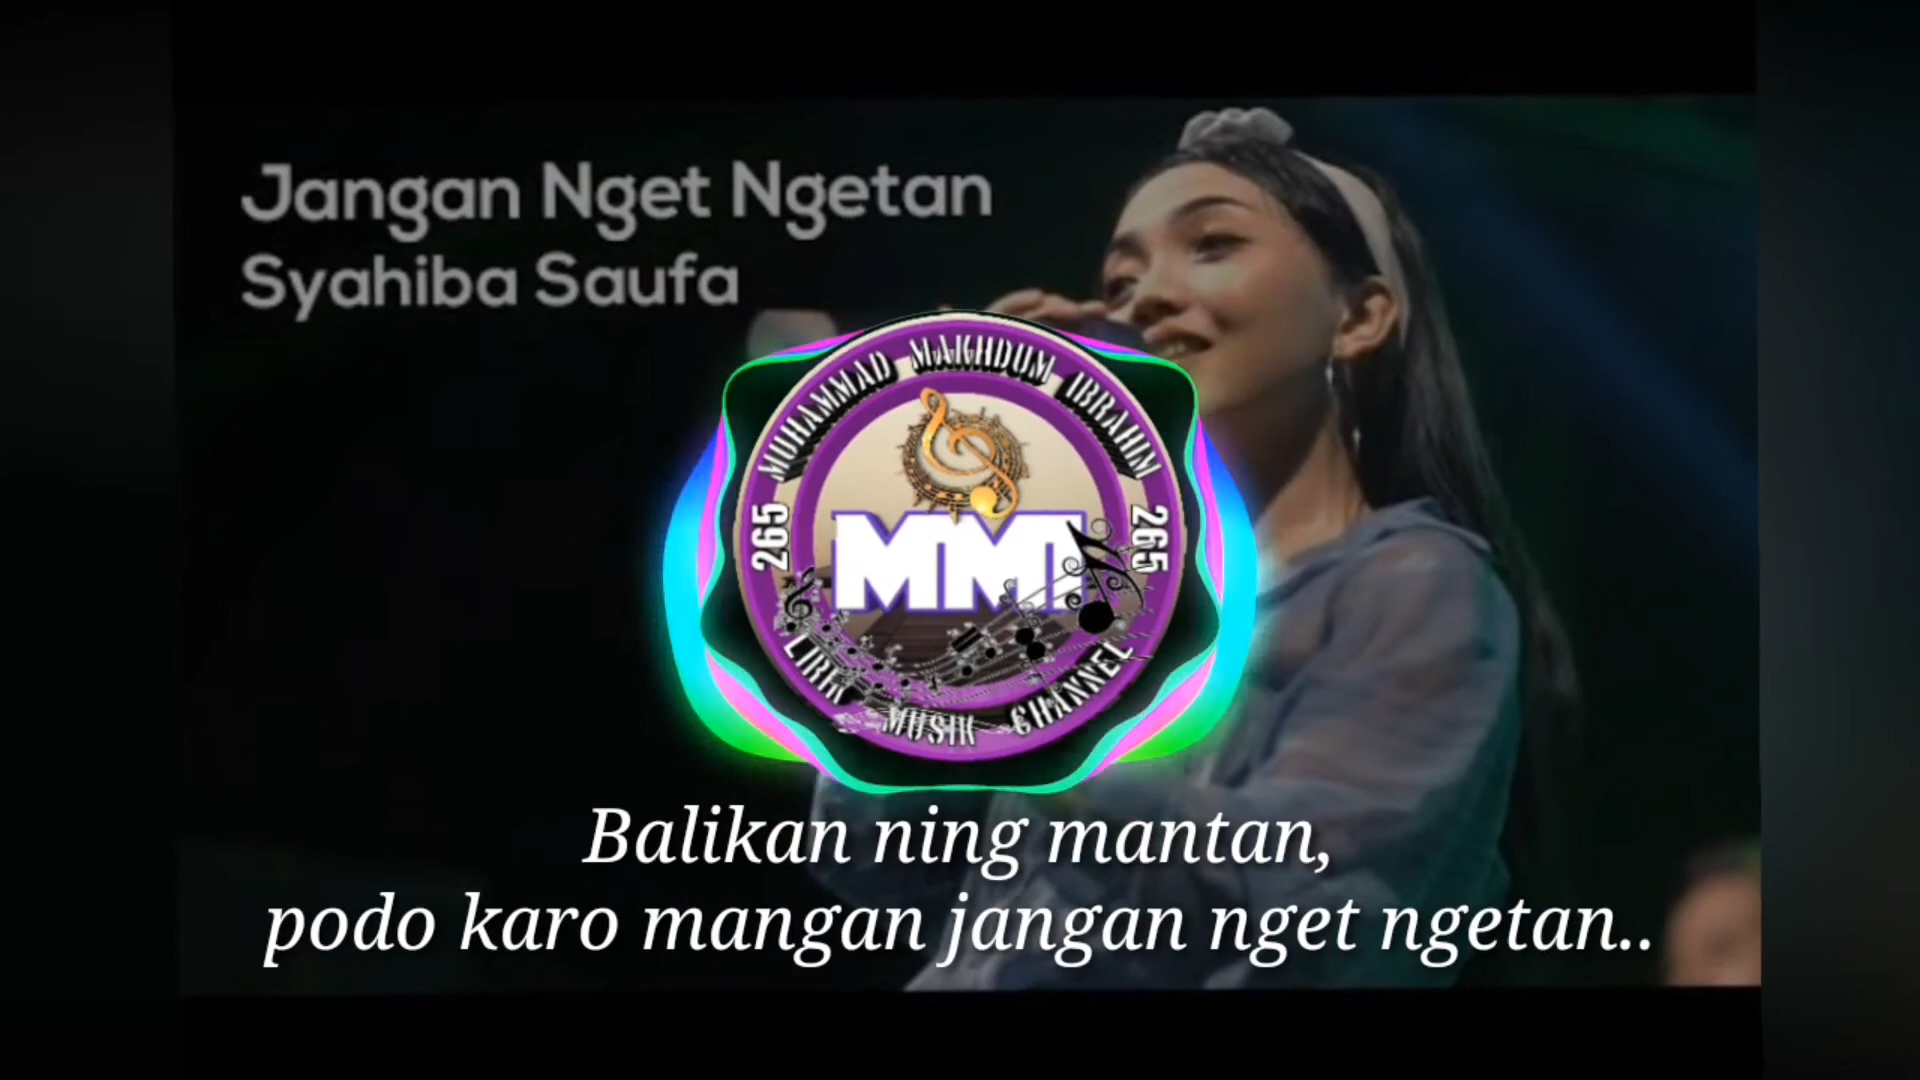 Jangan Nget Ngetan
Syahiba Saufa
MUHAMMAD MAKHDUM IBRAHIM
265
265
MMI
LIRIK MUSIK CHANNEL
Balikan ning mantan,
podo karo mangan jangan nget ngetan..